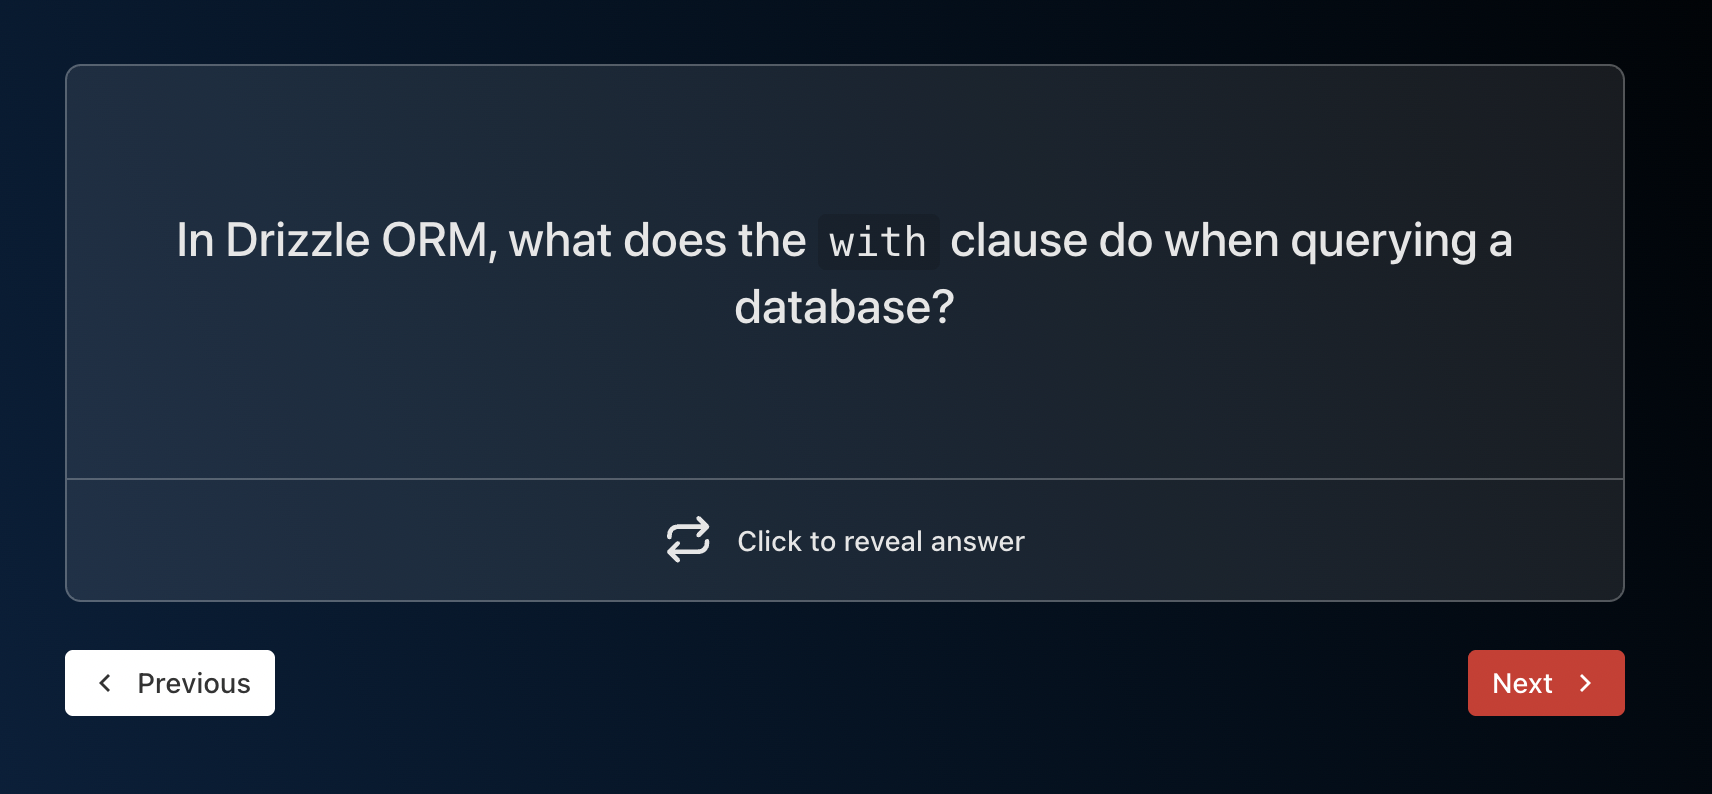 In Drizzle ORM, what does the with clause do when querying a
database?
Click to reveal answer
Previous
Next